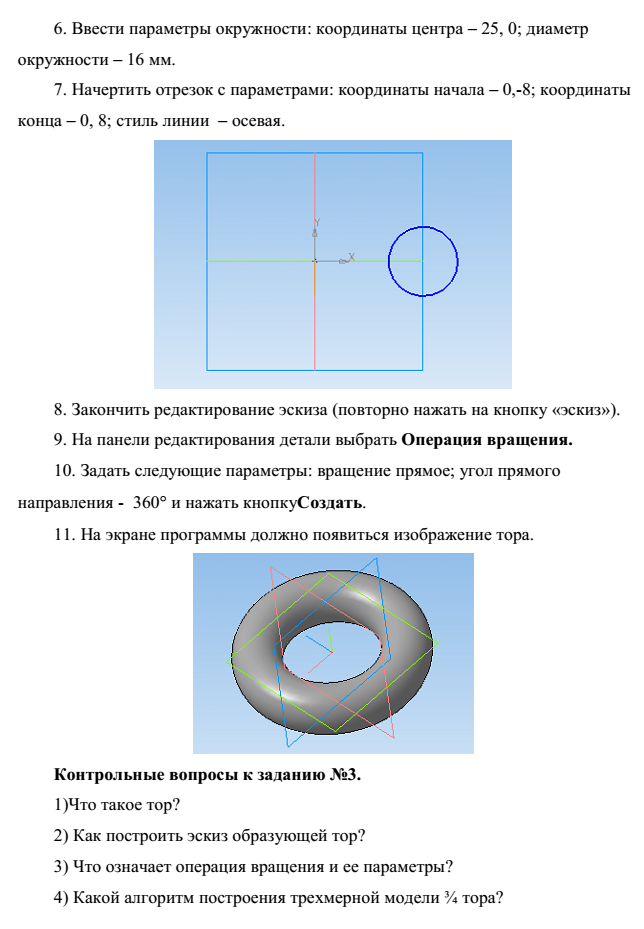 6. Ввести параметры окружности: координаты центра – 25, 0; диаметр
окружности – 16 мм.
7. Начертить отрезок с параметрами: координаты начала – 0,-8; координаты
конца – 0, 8; стиль линии – осевая.
Y
X
8. Закончить редактирование эскиза (повторно нажать на кнопку «эскиз»).
9. На панели редактирования детали выбрать Операция вращения.
10. Задать следующие параметры: вращение прямое; угол прямого
направления - 360° и нажать кнопкуСоздать.
11. На экране программы должно появиться изображение тора.
Контрольные вопросы к заданию №3.
1)Что такое тор?
2) Как построить эскиз образующей тор?
3) Что означает операция вращения и ее параметры?
4) Какой алгоритм построения трехмерной модели ¾ тора?